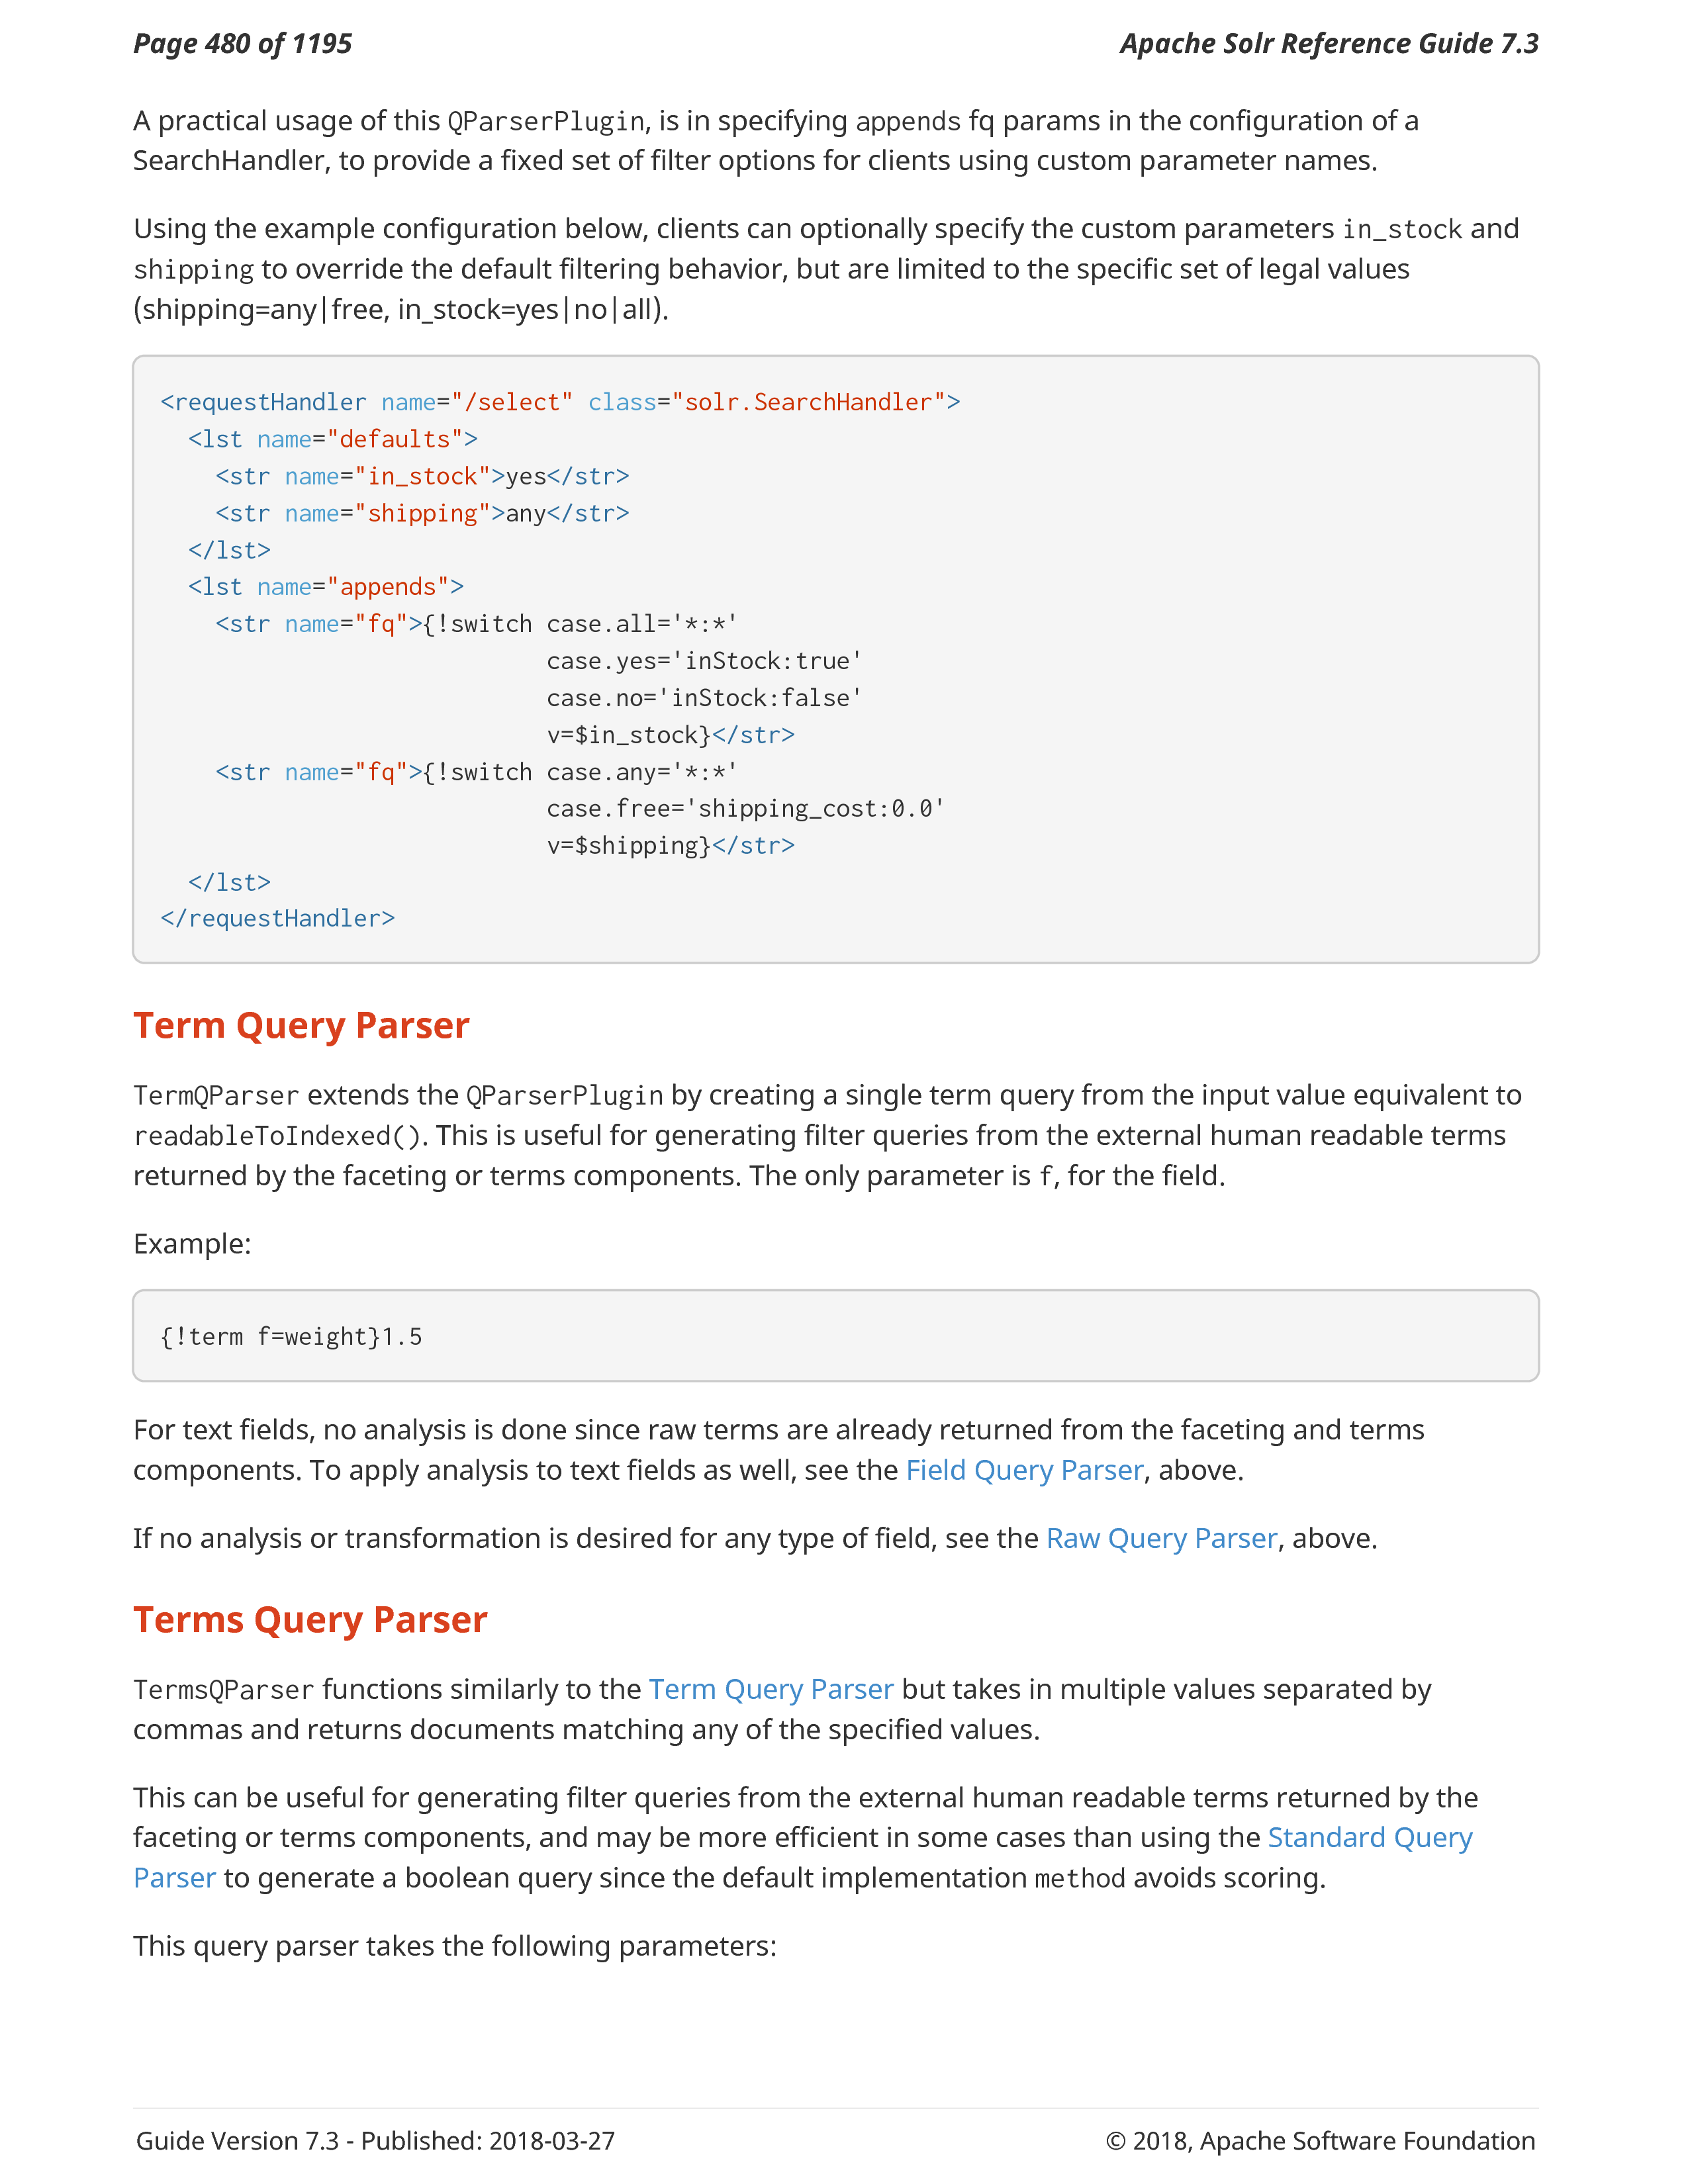 Page 480 of 1195
Apache Solr Reference Guide 7.3
A practical usage of this QParserPlugin, is in specifying appends fq params in the configuration of a
SearchHandler, to provide a fixed set of filter options for clients using custom parameter names.
Using the example configuration below, clients can optionally specify the custom parameters in_stock and
shipping to override the default filtering behavior, but are limited to the specific set of legal values
(shipping=any|free, in_stock=yes|no|all).
<requestHandler name="/select" class="solr.SearchHandler">
  <lst name="defaults">
    <str name="in_stock">yes</str>
    <str name="shipping">any</str>
  </lst>
  <lst name="appends">
    <str name="fq">{!switch case.all='*:*'
                            case.yes='inStock:true'
                            case.no='inStock:false'
                            v=$in_stock}</str>
    <str name="fq">{!switch case.any='*:*'
                            case.free='shipping_cost:0.0'
                            v=$shipping}</str>
  </lst>
</requestHandler>
Term Query Parser
TermQParser extends the QParserPlugin by creating a single term query from the input value equivalent to
readableToIndexed(). This is useful for generating filter queries from the external human readable terms
returned by the faceting or terms components. The only parameter is f, for the field.
Example:
{!term f=weight}1.5
For text fields, no analysis is done since raw terms are already returned from the faceting and terms
components. To apply analysis to text fields as well, see the Field Query Parser, above.
If no analysis or transformation is desired for any type of field, see the Raw Query Parser, above.
Terms Query Parser
TermsQParser functions similarly to the Term Query Parser but takes in multiple values separated by
commas and returns documents matching any of the specified values.
This can be useful for generating filter queries from the external human readable terms returned by the
faceting or terms components, and may be more efficient in some cases than using the Standard Query
Parser to generate a boolean query since the default implementation method avoids scoring.
This query parser takes the following parameters:
Guide Version 7.3 - Published: 2018-03-27
© 2018, Apache Software Foundation